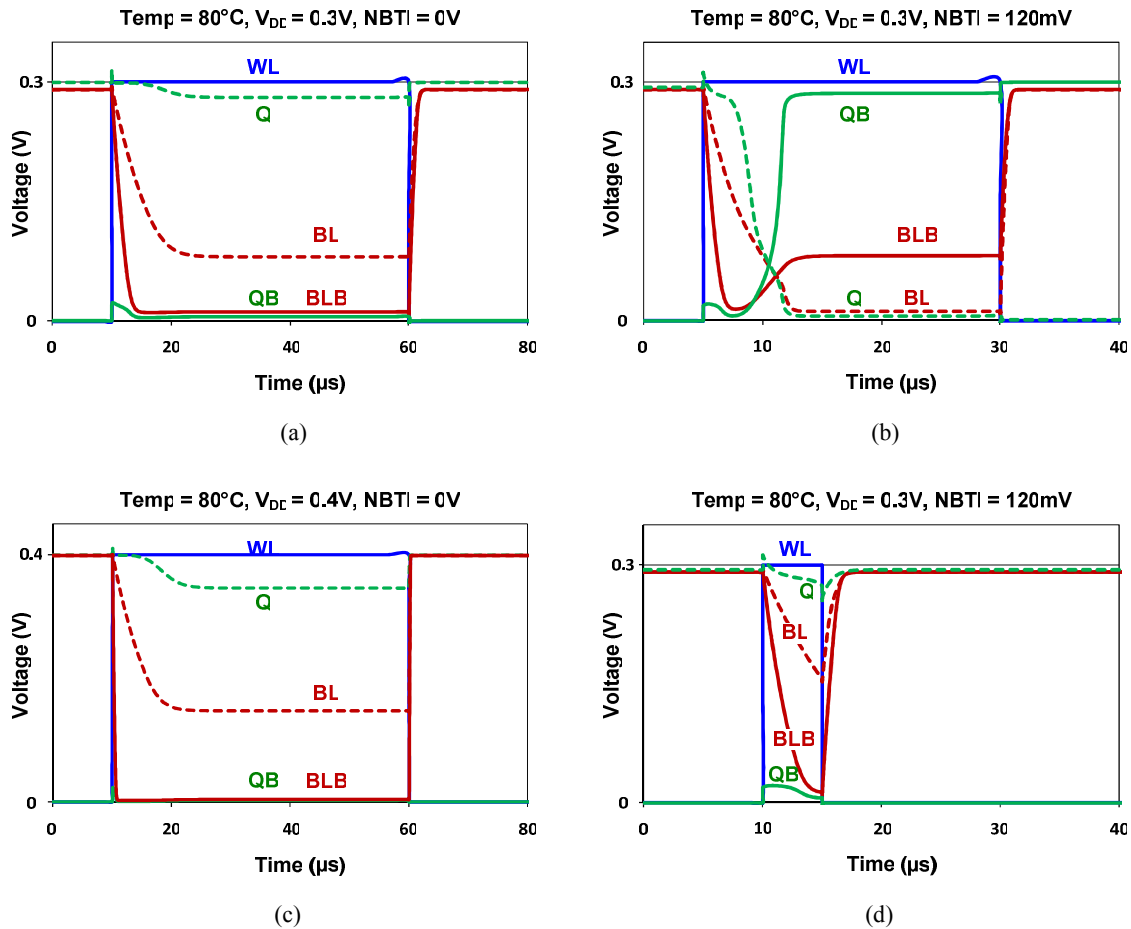 Temp = 80°C, VDD = 0.3V, NBTI = 0V
0.3
WL
Q
BL
QB BLB
0
Voltage (V)
0 20 40 60 80
Time (µs)
(a)
Temp = 80°C, VDD = 0.3V, NBTI = 120mV
0.3
WL
QB
BLB
Q BL
0
Voltage (V)
0 10 20 30 40
Time (µs)
(b)
Temp = 80°C, VDD = 0.4V, NBTI = 0V
0.4
WL
Q
BL
QB BLB
0
Voltage (V)
0 20 40 60 80
Time (µs)
(c)
Temp = 80°C, VDD = 0.3V, NBTI = 120mV
0.3
WL
Q
BL
BLB
QB
0
Voltage (V)
0 10 20 30 40
Time (µs)
(d)